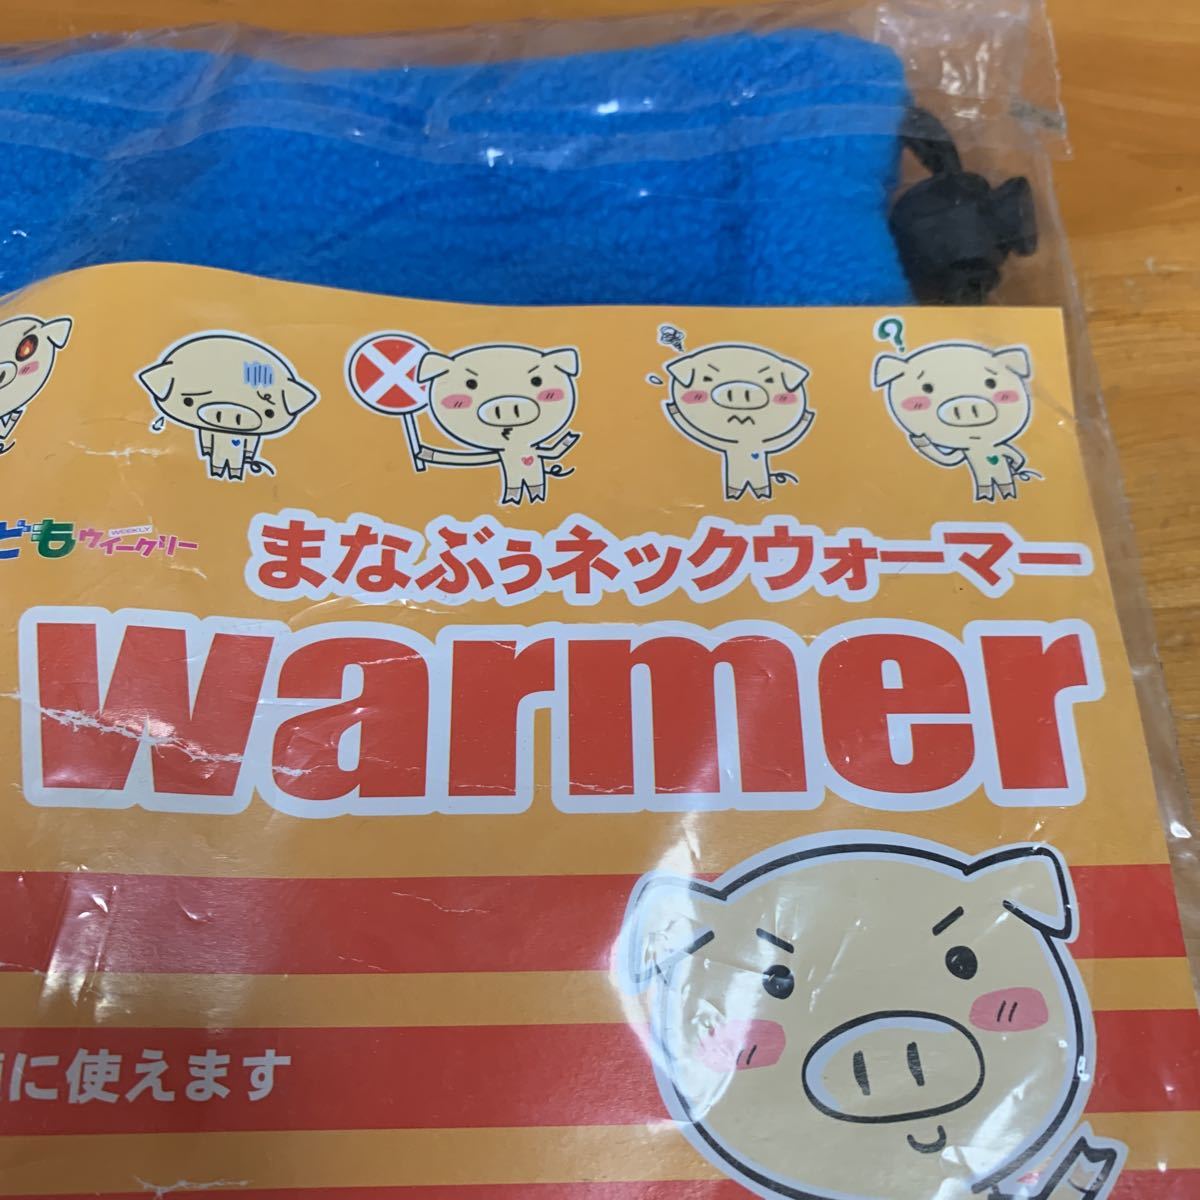 ?
ども
WEEKLY
ウイークリー
まなぶぅネックウォーマー
warmer
に使えます